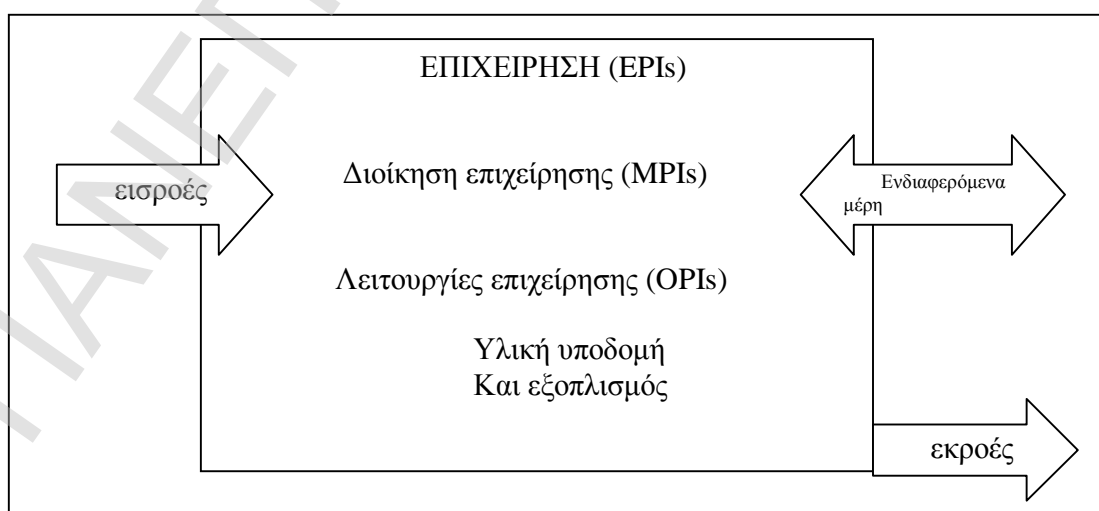 ΕΠΙΧΕΙΡΗΣΗ (EPIs)
εισροές
Διοίκηση επιχείρησης (MPIs)
Ενδιαφερόμενα
μέρη
Λειτουργίες επιχείρησης (OPIs)
Υλική υποδομή
Και εξοπλισμός
εκροές